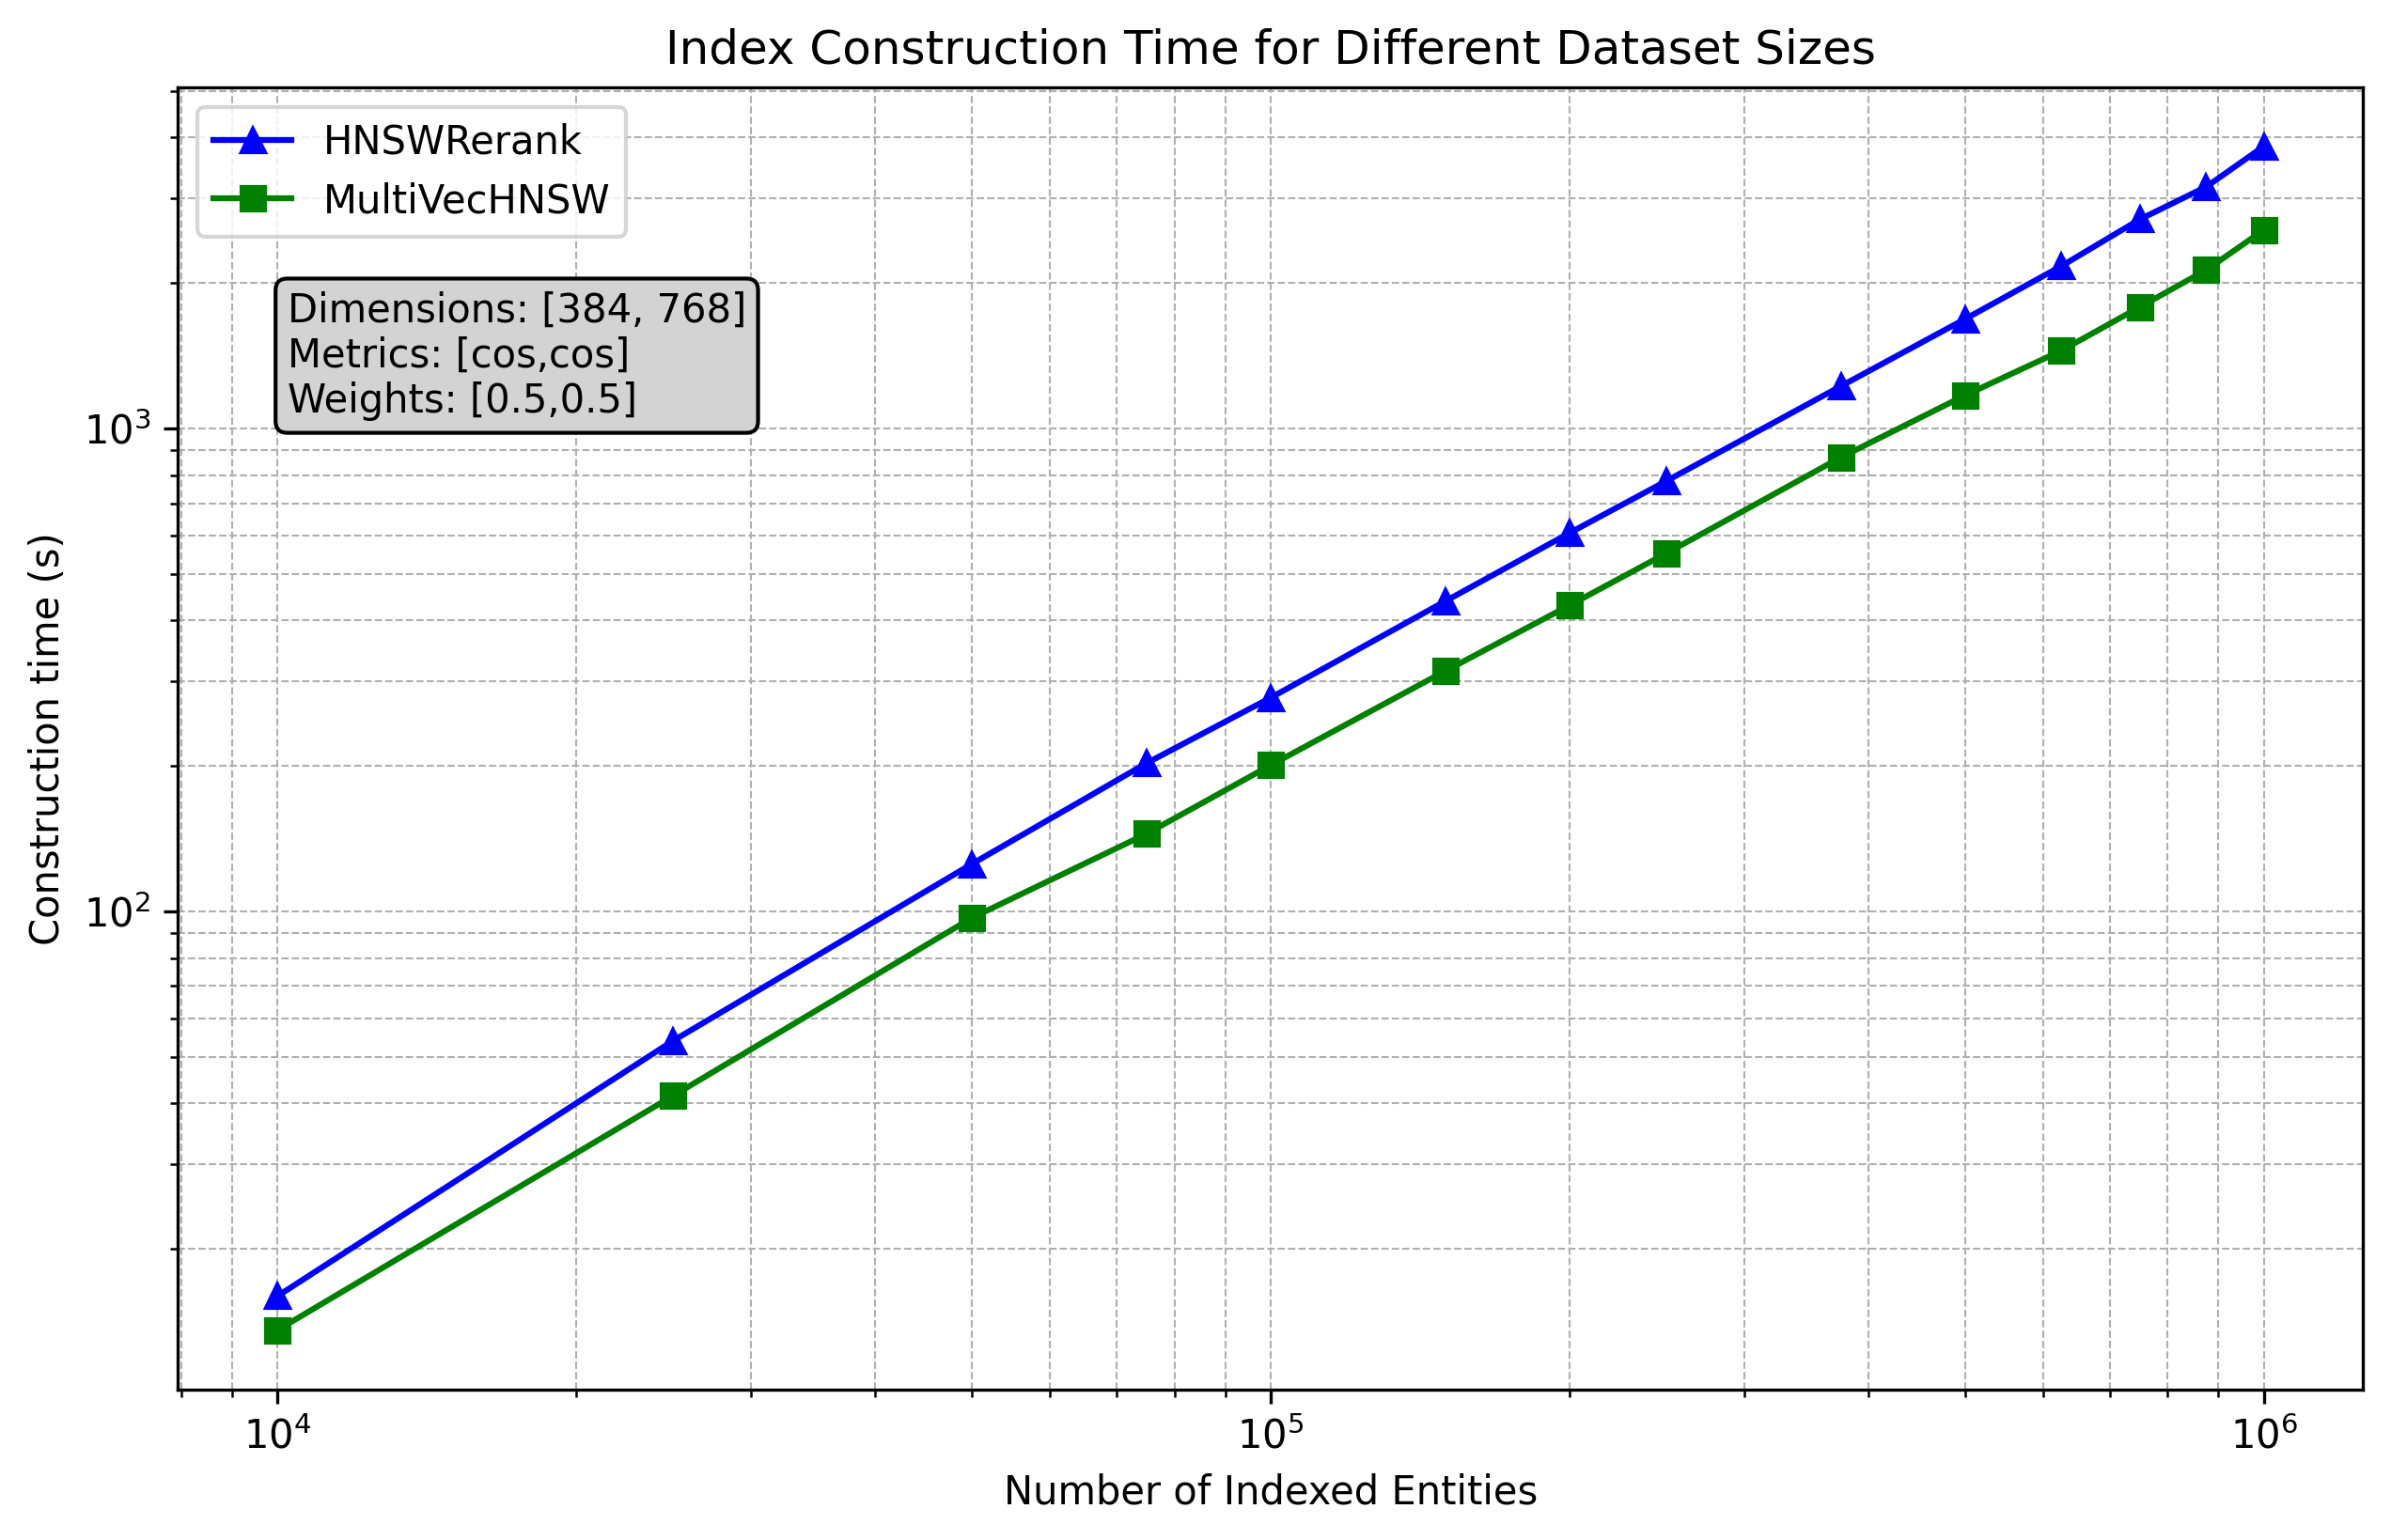 Index Construction Time for Different Dataset Sizes
HNSWRerank
MultiVecHNSW
Dimensions: [384, 768]
Metrics: [cos,cos]
Weights: [0.5,0.5]
Construction time (s)
10³
10²
10⁴
10⁵
10⁶
Number of Indexed Entities